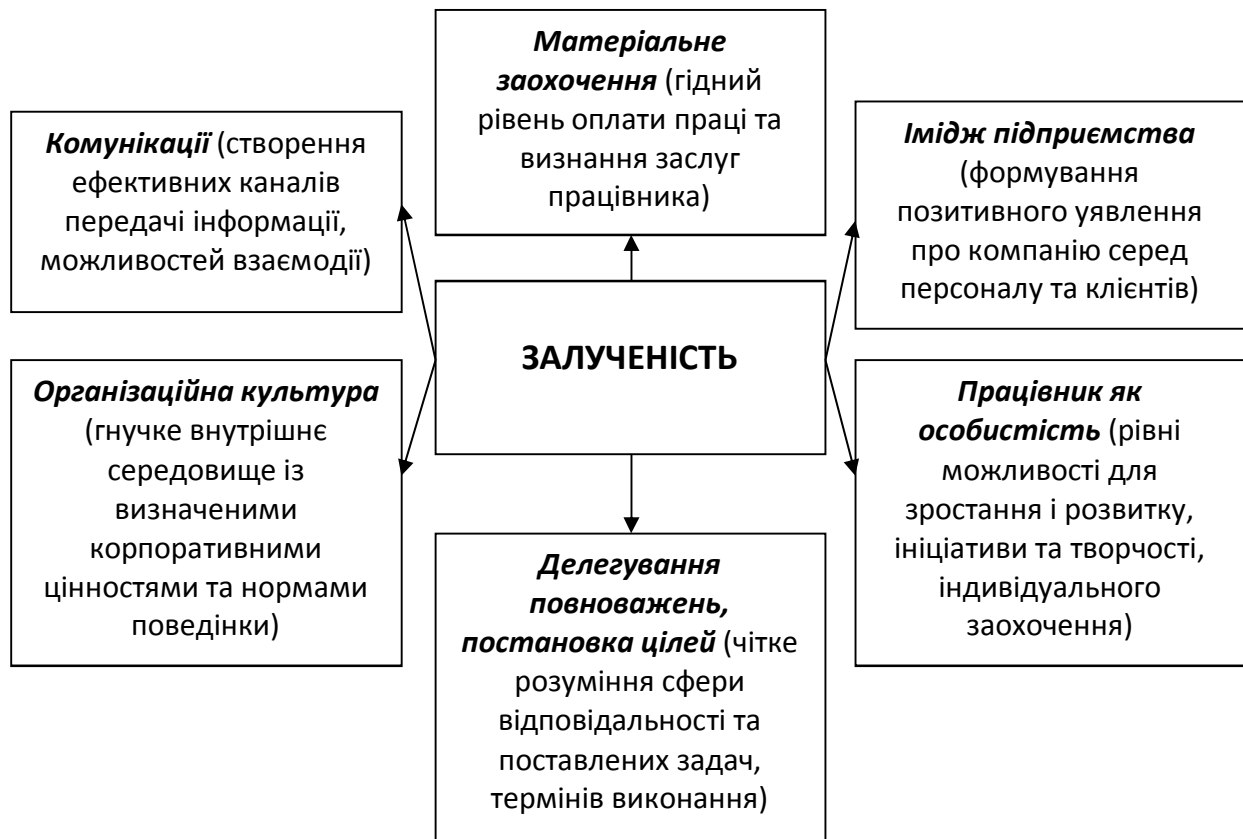 Матеріальне
заохочення (гідний
рівень оплати праці та
визнання заслуг
працівника)
Комунікації (створення
ефективних каналів
передачі інформації,
можливостей взаємодії)
Імідж підприємства
(формування
позитивного уявлення
про компанію серед
персоналу та клієнтів)
ЗАЛУЧЕНІСТЬ
Організаційна культура
(гнучке внутрішнє
середовище із
визначеними
корпоративними
цінностями та нормами
поведінки)
Працівник як
особистість (рівні
можливості для
зростання і розвитку,
ініціативи та творчості,
індивідуального
заохочення)
Делегування
повноважень,
постановка цілей (чітке
розуміння сфери
відповідальності та
поставлених задач,
термінів виконання)